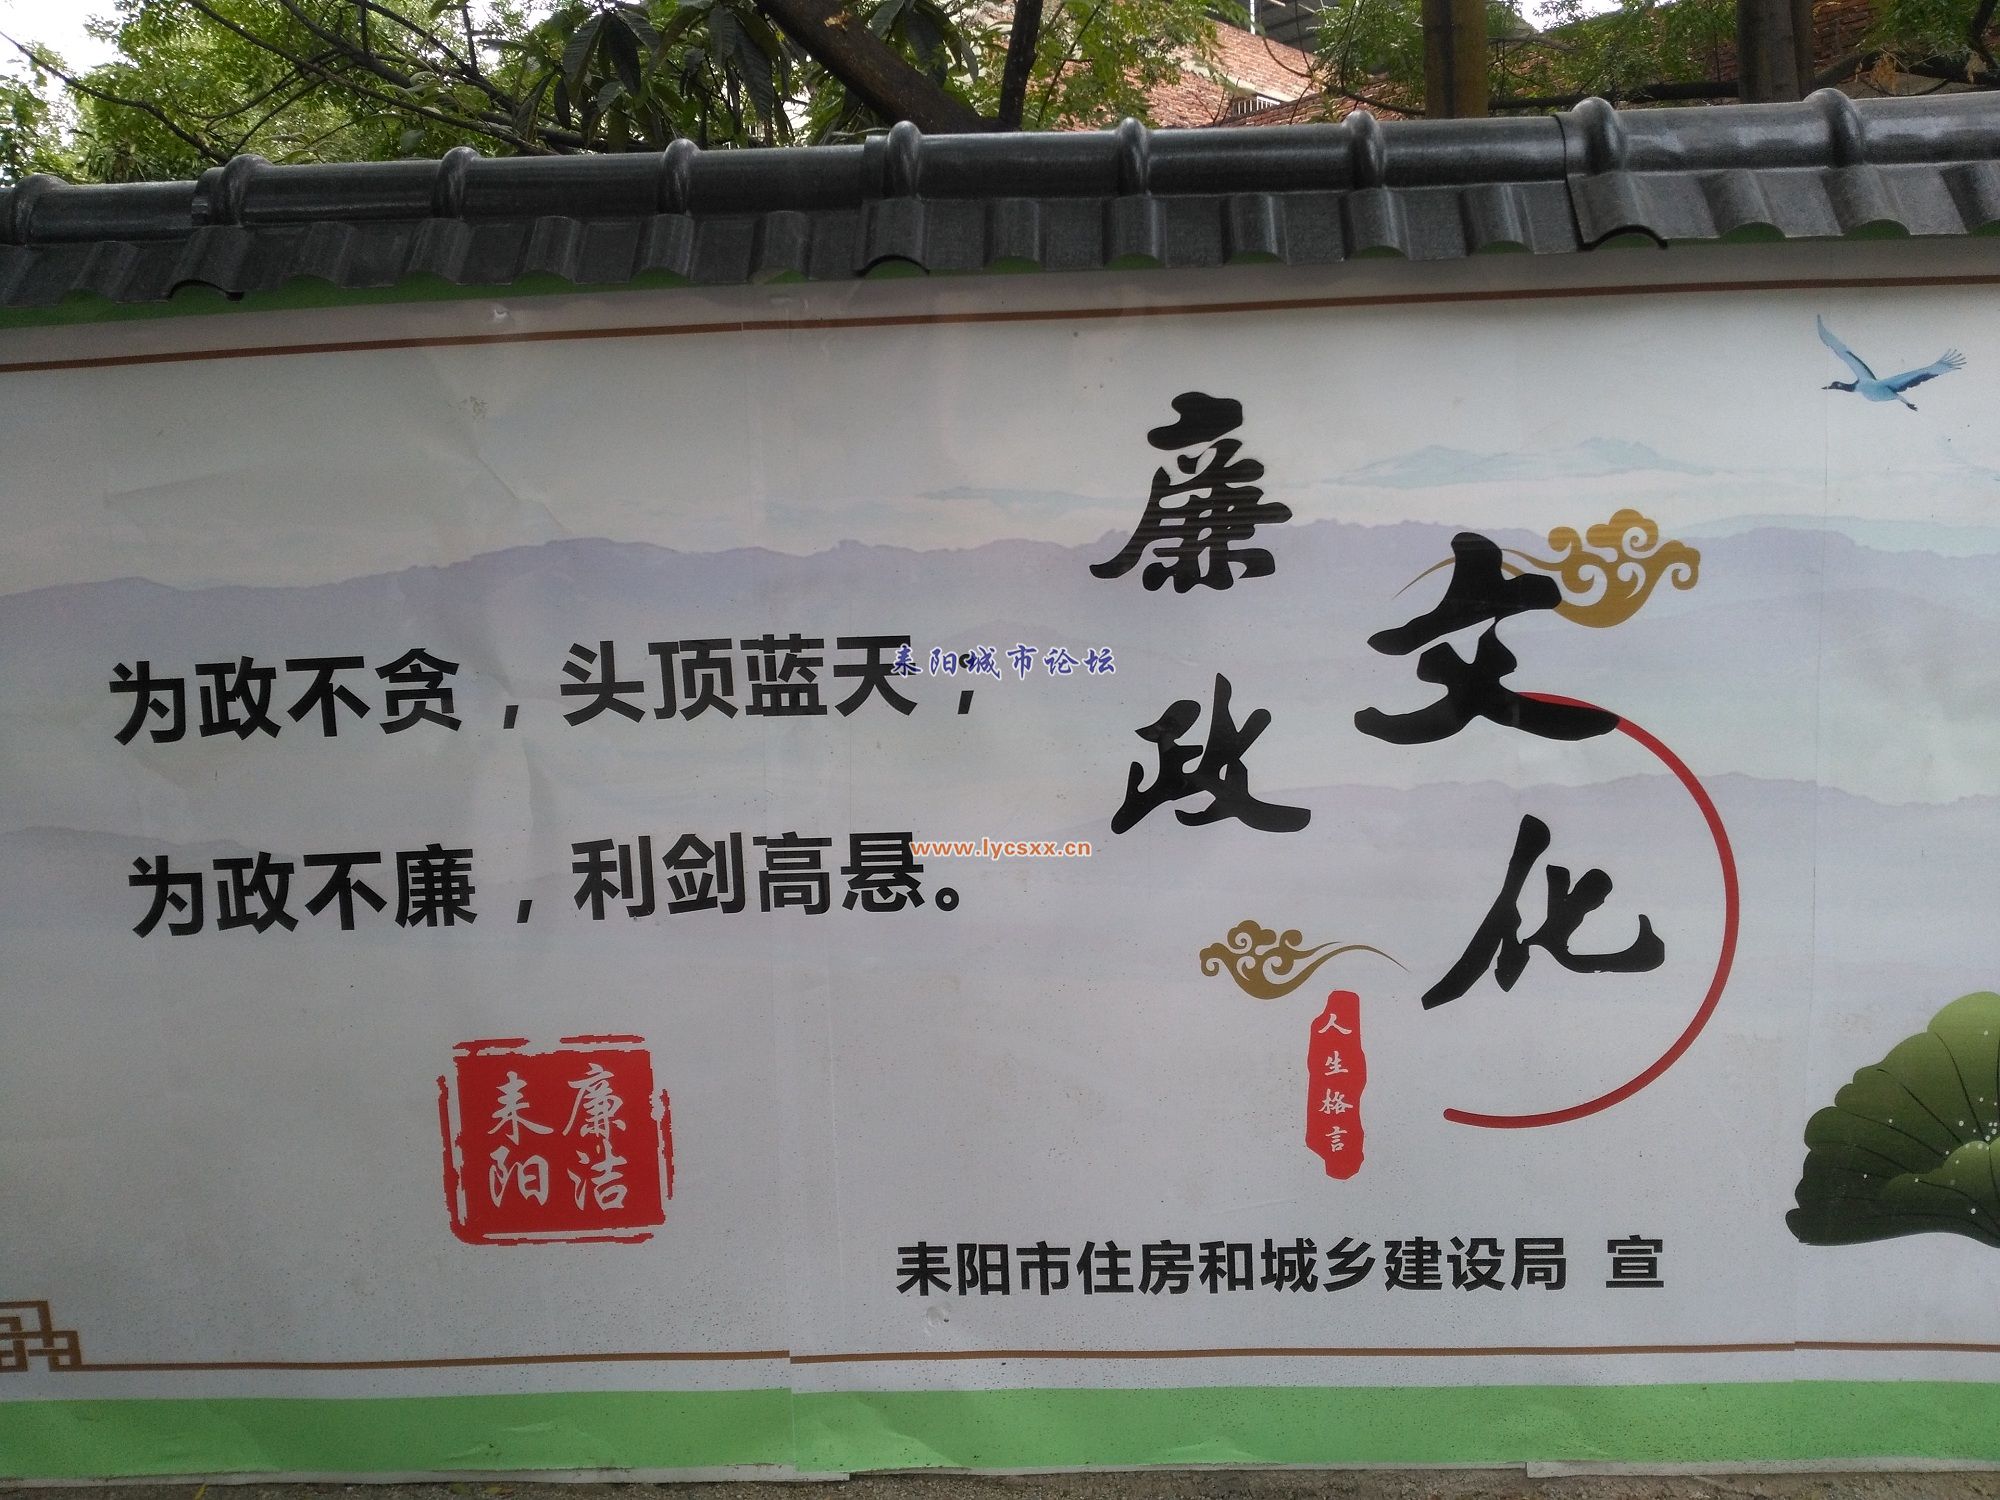 为政不贪，头顶蓝天；
为政不廉，利剑高悬。
廉政
文化
人生格言
廉洁
耒阳
耒阳市住房和城乡建设局 宣
耒阳城市论坛
www.lycsxx.cn